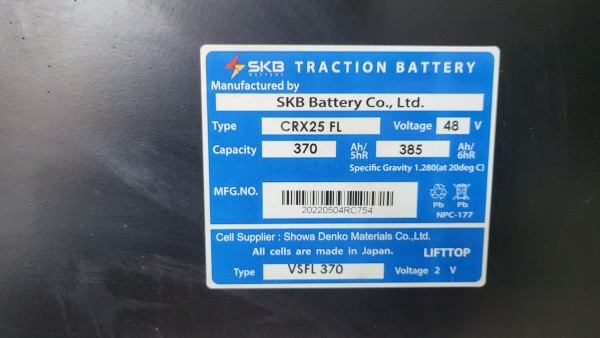 SKB BATTERY TRACTION BATTERY
Manufactured by
SKB Battery Co., Ltd.
Type CRX25 FL Voltage 48 V
Capacity 370 Ah/5HR 385 Ah/6HR
Specific Gravity 1.280(at 20deg C)
MFG.NO.
20220504RC754
Pb Pb
NPC-177
Cell Supplier : Showa Denko Materials Co.,Ltd.
All cells are made in Japan. LIFTTOP
Type VSFL 370 Voltage 2 V